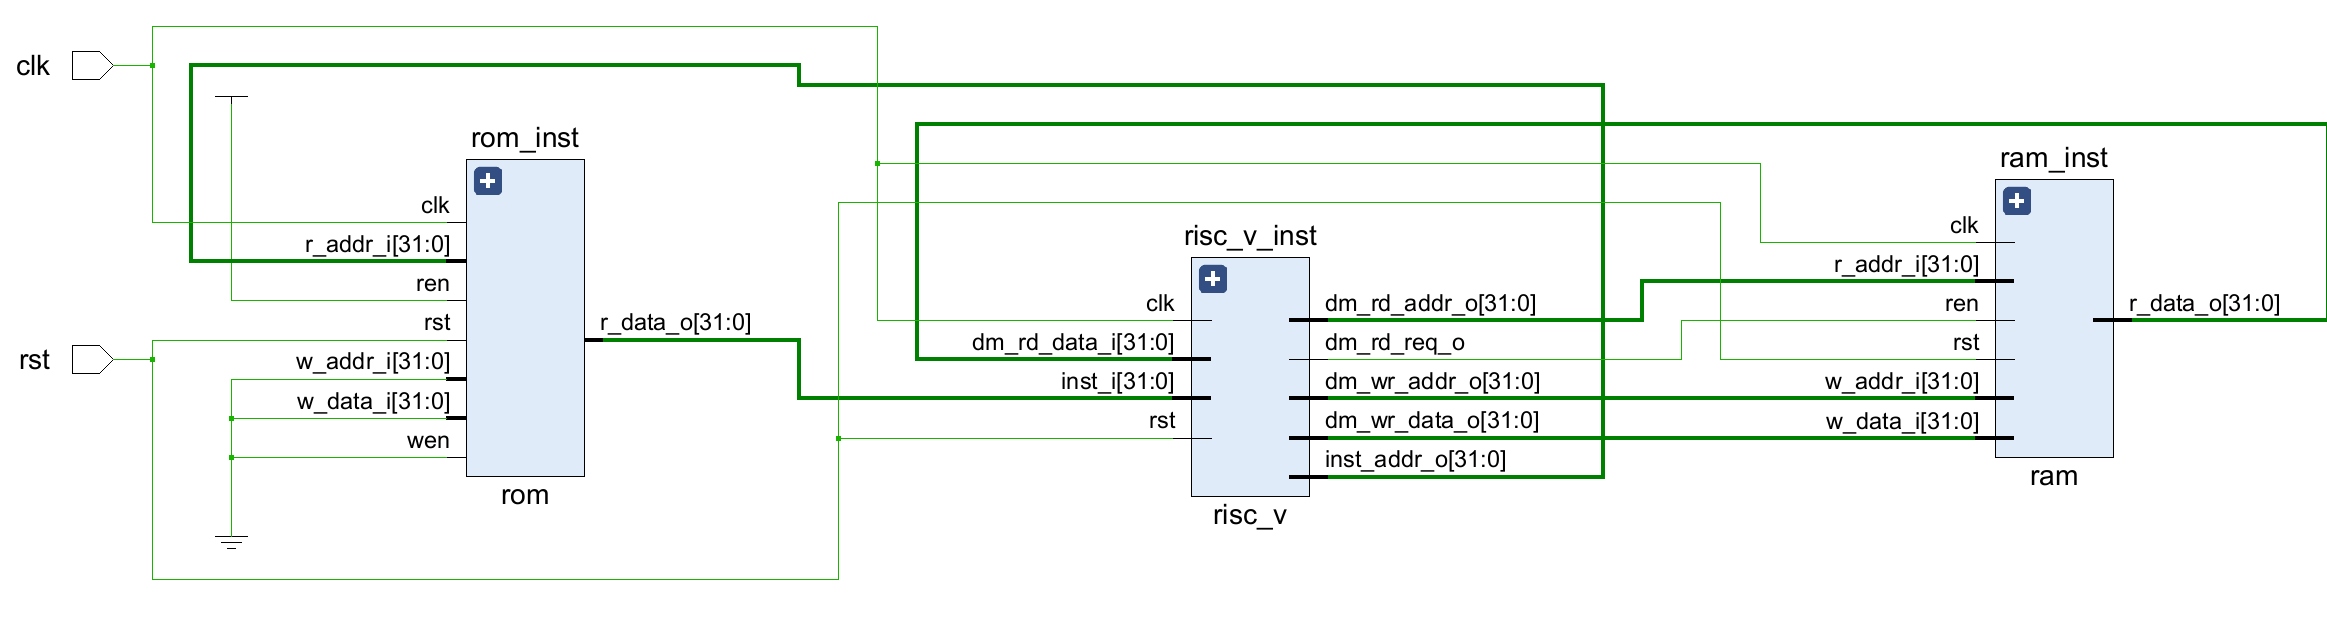 clk
rst
rom_inst
clk
r_addr_i[31:0]
ren
rst
w_addr_i[31:0]
w_data_i[31:0]
wen
r_data_o[31:0]
rom
risc_v_inst
clk
dm_rd_data_i[31:0]
inst_i[31:0]
rst
dm_rd_addr_o[31:0]
dm_rd_req_o
dm_wr_addr_o[31:0]
dm_wr_data_o[31:0]
inst_addr_o[31:0]
risc_v
ram_inst
clk
r_addr_i[31:0]
ren
rst
w_addr_i[31:0]
w_data_i[31:0]
r_data_o[31:0]
ram